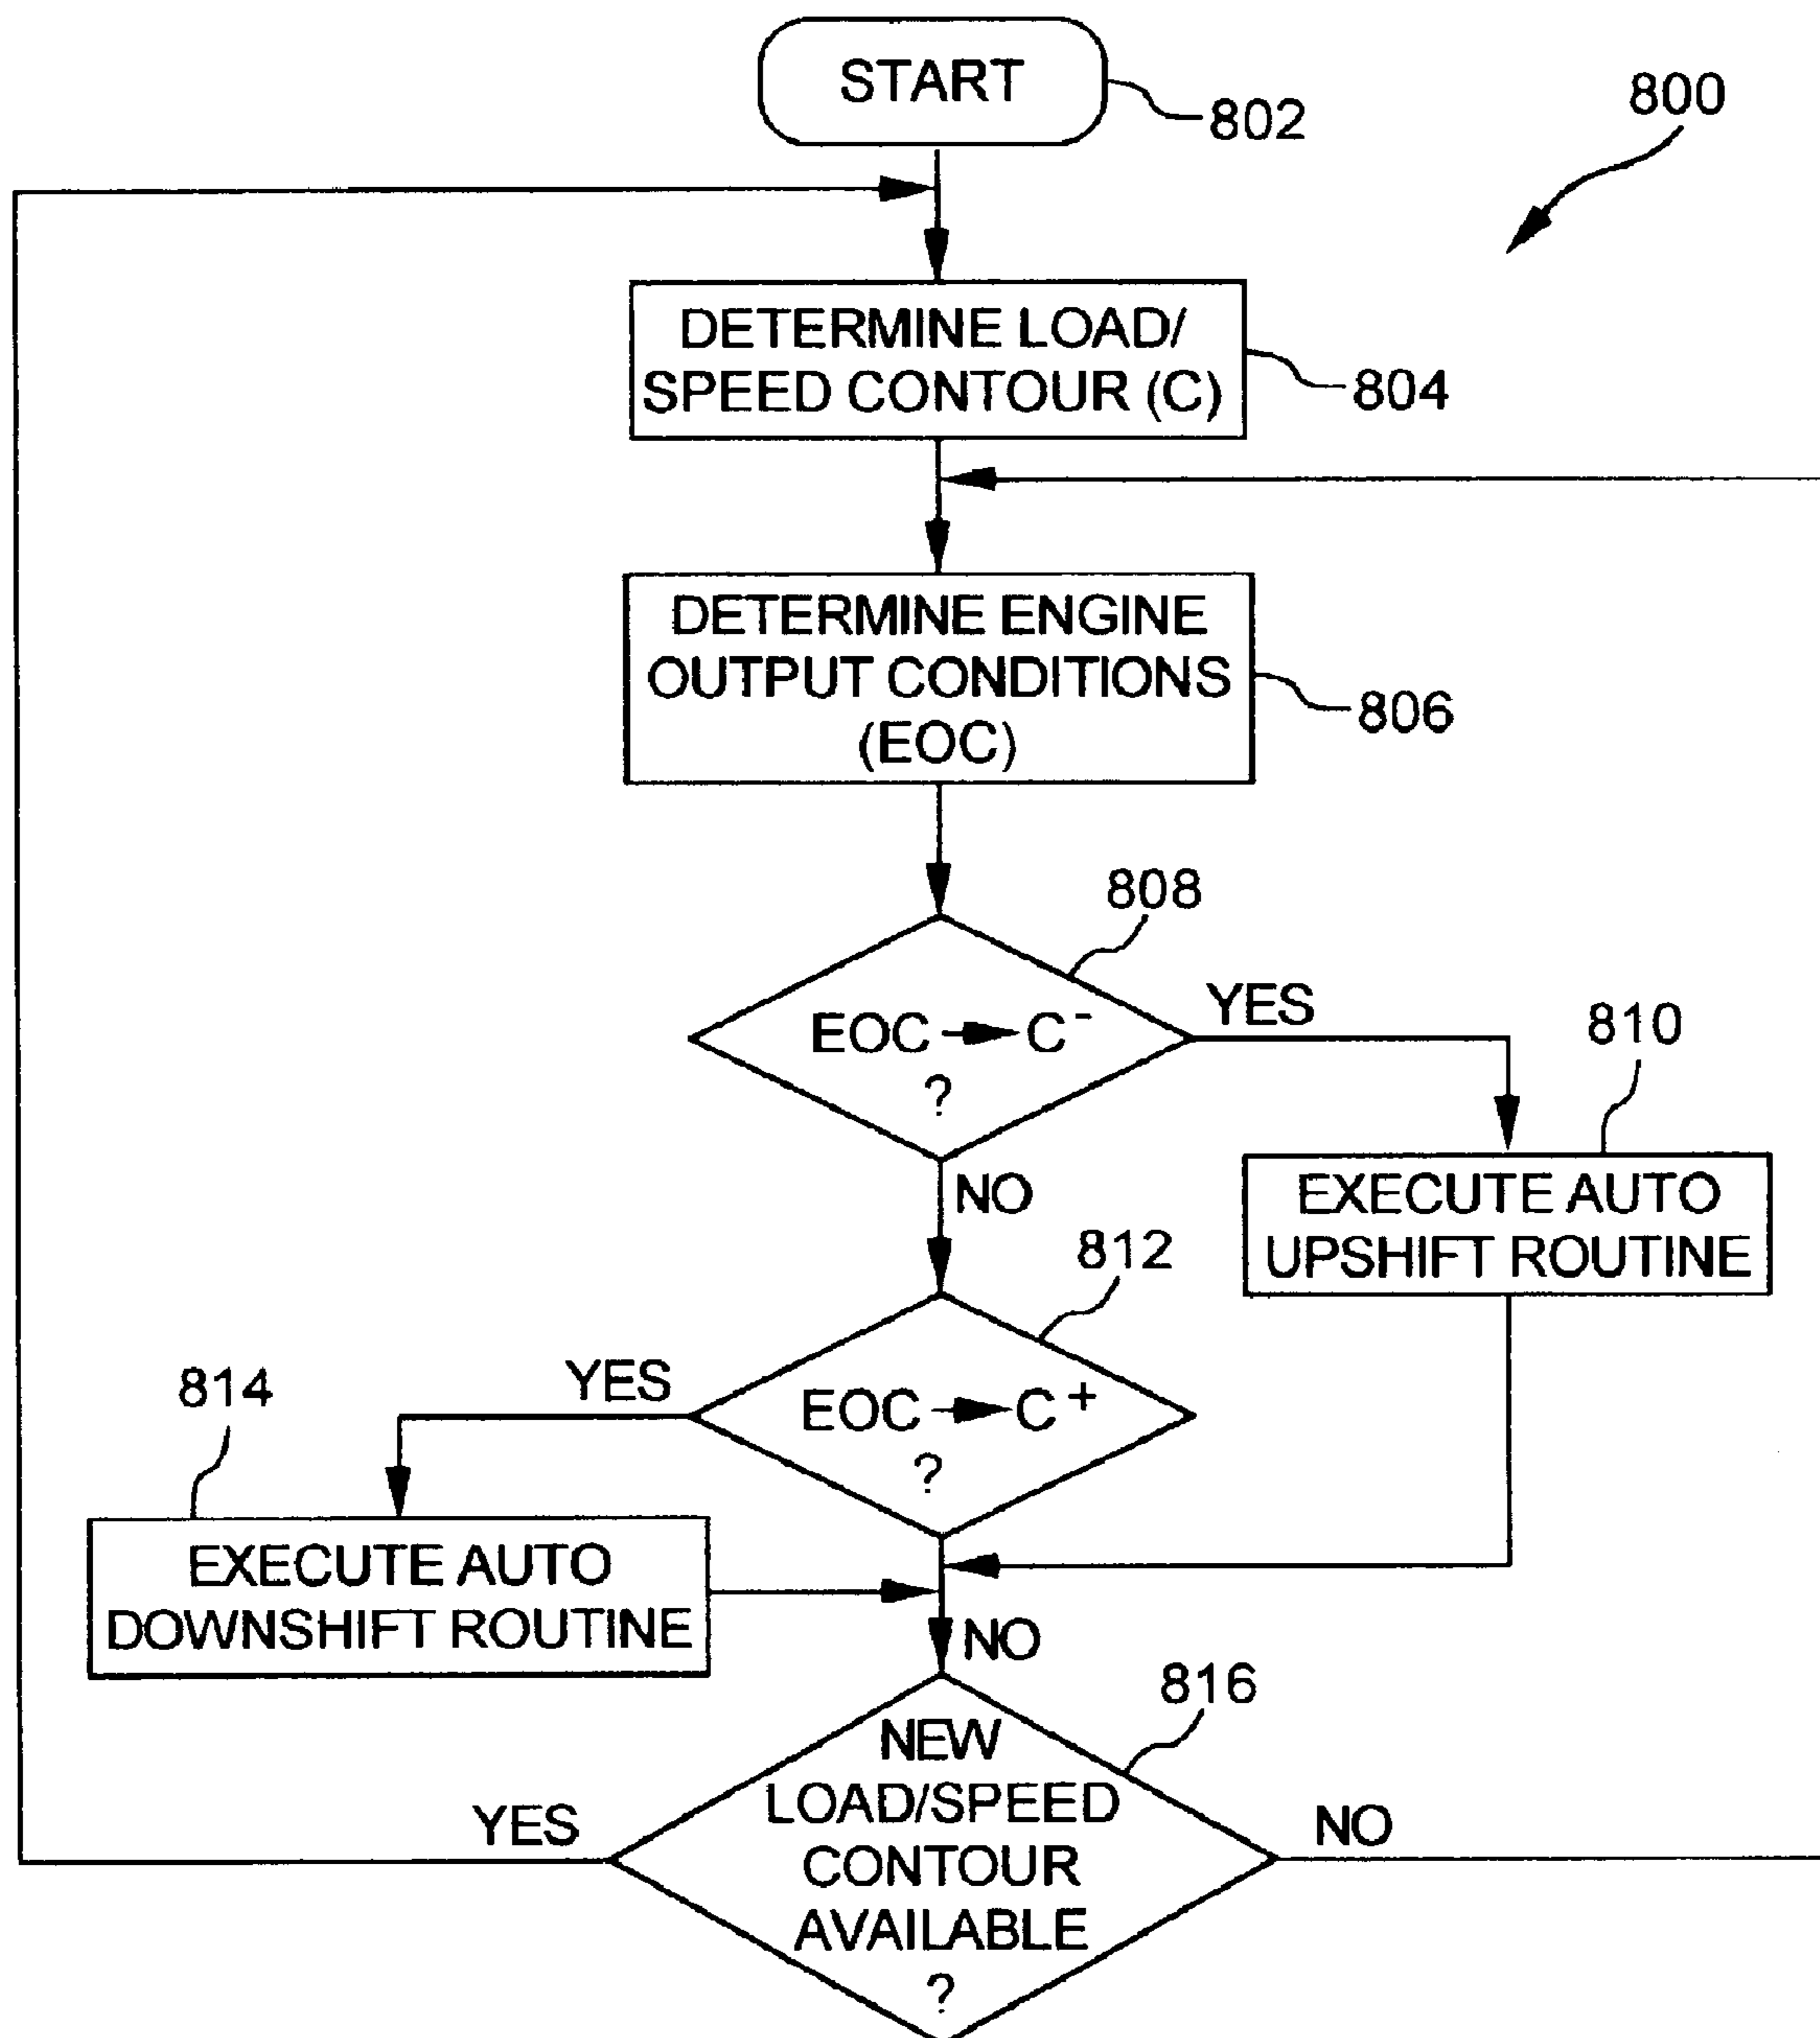 START
802
800
DETERMINE LOAD/
SPEED CONTOUR (C)
804
DETERMINE ENGINE
OUTPUT CONDITIONS
(EOC)
806
808
EOC → C⁻
?
YES
810
NO
EXECUTE AUTO
UPSHIFT ROUTINE
812
814
YES
EOC → C⁺
?
EXECUTE AUTO
DOWNSHIFT ROUTINE
NO
816
NEW
LOAD/SPEED
CONTOUR
AVAILABLE
?
YES
NO